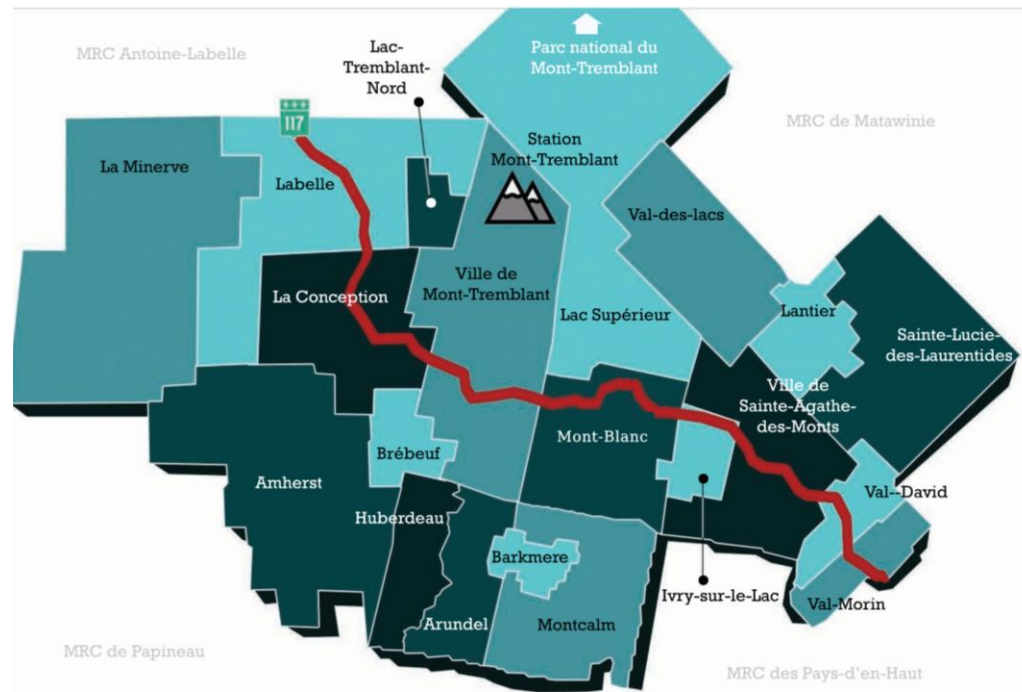 MRC Antoine-Labelle
Lac-
Tremblant-
Nord
Parc national du
Mont-Tremblant
MRC de Matawinie
117
Station
Mont-Tremblant
La Minerve
Labelle
Val-des-lacs
La Conception
Ville de
Mont-Tremblant
Lac Supérieur
Lantier
Sainte-Lucie-
des-Laurentides
Ville de
Sainte-Agathe-
des-Monts
Mont-Blanc
Brébeuf
Amherst
Val--David
Huberdeau
Barkmere
Ivry-sur-le-Lac
Val-Morin
Arundel
Montcalm
MRC de Papineau
MRC des Pays-d'en-Haut